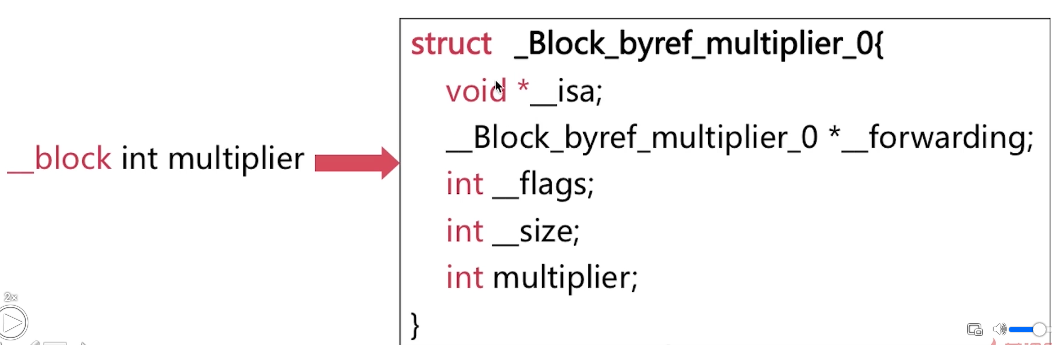 struct _Block_byref_multiplier_0{
void *__isa;
__Block_byref_multiplier_0 *__forwarding;
__block int multiplier
int __flags;
int __size;
int multiplier;
}
2x